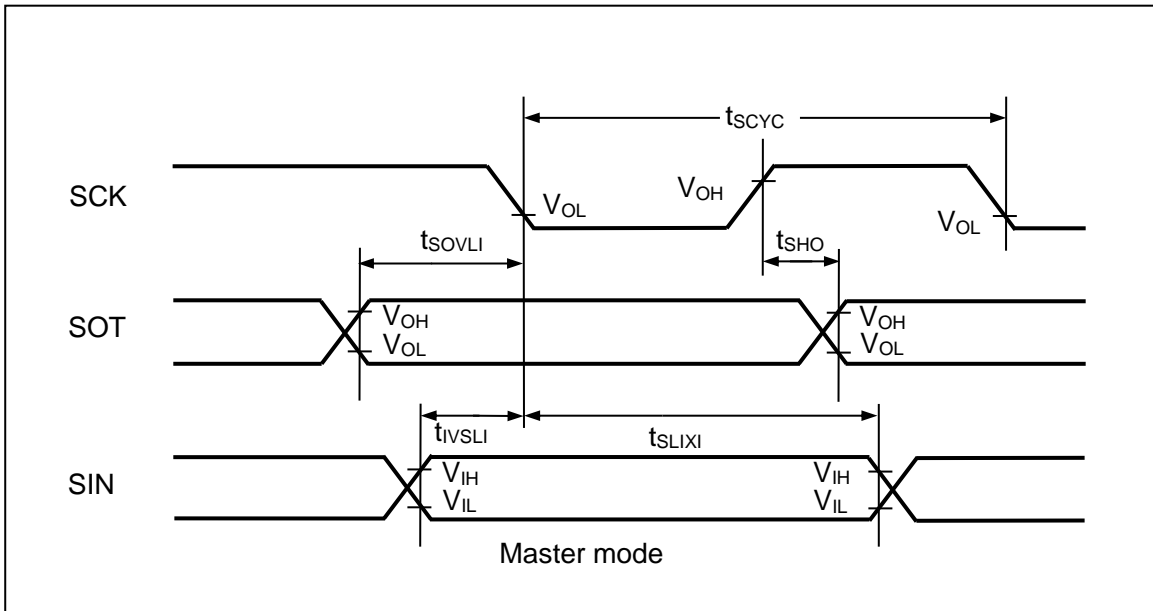 tSCYC
SCK
VOL
VOH
VOL
tSOVLI
tSHO
SOT
VOH
VOL
VOH
VOL
tIVSLI
tSLIXI
SIN
VIH
VIL
VIH
VIL
Master mode